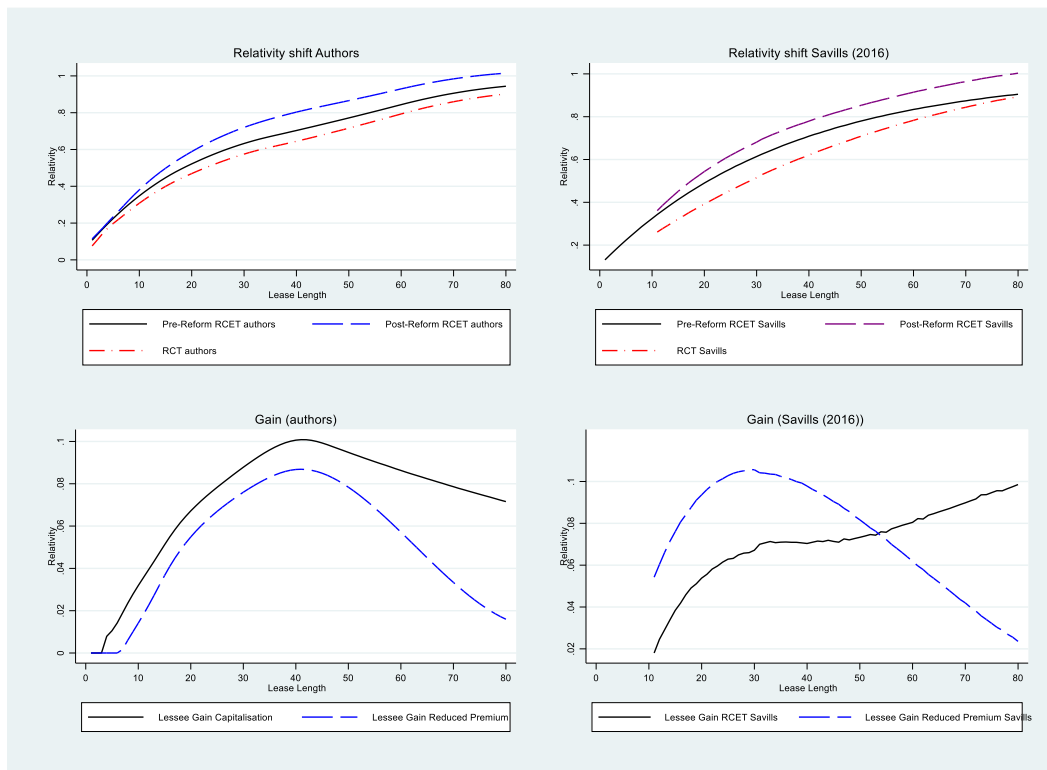 Relativity shift Authors
Relativity
1
.8
.6
.4
.2
0
0 10 20 30 40 50 60 70 80
Lease Length
Pre-Reform RCET authors
Post-Reform RCET authors
RCT authors
Relativity shift Savills (2016)
Relativity
1
.8
.6
.4
.2
0 10 20 30 40 50 60 70 80
Lease Length
Pre-Reform RCET Savills
Post-Reform RCET Savills
RCT Savills
Gain (authors)
Relativity
.1
.08
.06
.04
.02
0
0 10 20 30 40 50 60 70 80
Lease Length
Lessee Gain Capitalisation
Lessee Gain Reduced Premium
Gain (Savills (2016))
Relativity
.1
.08
.06
.04
.02
0 10 20 30 40 50 60 70 80
Lease Length
Lessee Gain RCET Savills
Lessee Gain Reduced Premium Savills